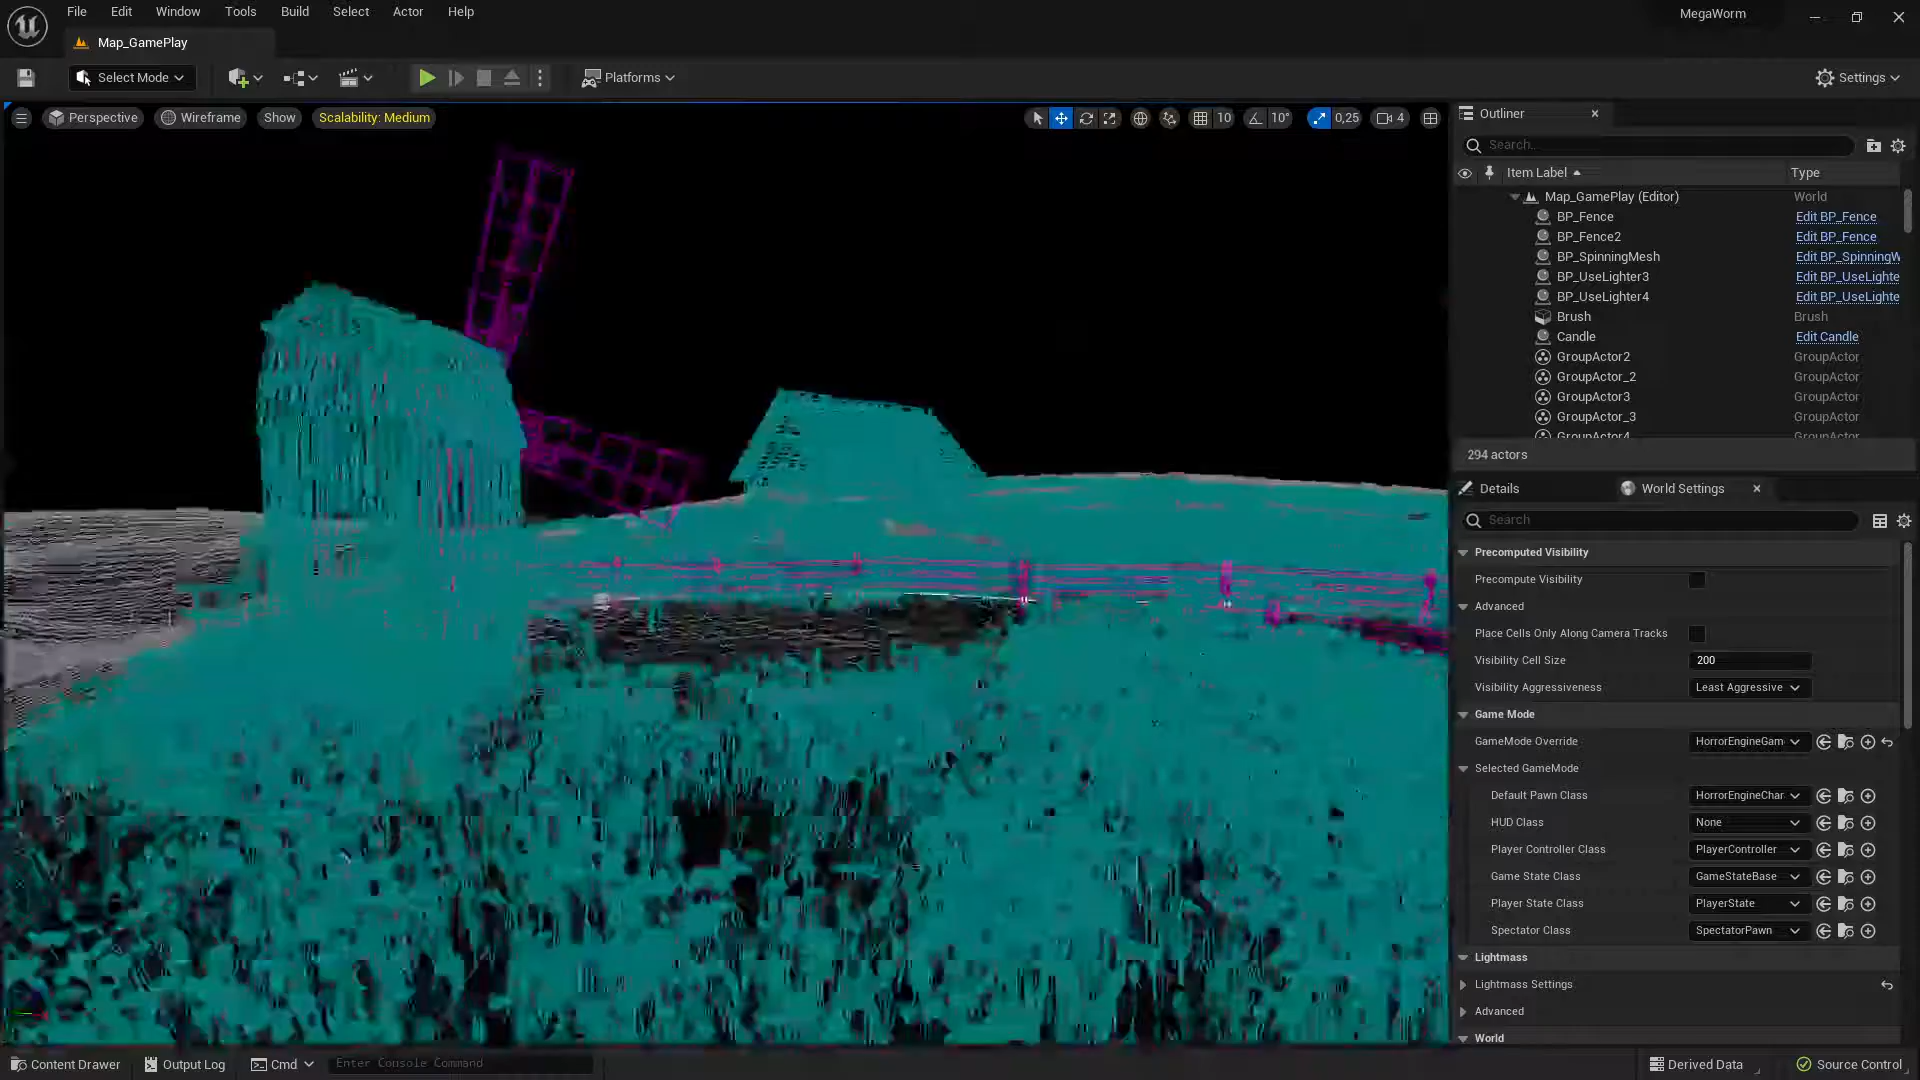 File Edit Window Tools Build Select Actor Help
MegaWorm
Map_GamePlay
Select Mode
Platforms
Settings
Perspective Wireframe Show Scalability: Medium
10 10° 0,25 4
Outliner
Search...
Item Label Type
Map_GamePlay (Editor) World
BP_Fence Edit BP_Fence
BP_Fence2 Edit BP_Fence
BP_SpinningMesh Edit BP_SpinningW
BP_UseLighter3 Edit BP_UseLighte
BP_UseLighter4 Edit BP_UseLighte
Brush Brush
Candle Edit Candle
GroupActor2 GroupActor
GroupActor_2 GroupActor
GroupActor3 GroupActor
GroupActor_3 GroupActor
GroupActor4 GroupActor
294 actors
Details World Settings
Search
Precomputed Visibility
Precompute Visibility
Advanced
Place Cells Only Along Camera Tracks
Visibility Cell Size 200
Visibility Aggressiveness Least Aggressive
Game Mode
GameMode Override HorrorEngineGam
Selected GameMode
Default Pawn Class HorrorEngineChar
HUD Class None
Player Controller Class PlayerController
Game State Class GameStateBase
Player State Class PlayerState
Spectator Class SpectatorPawn
Lightmass
Lightmass Settings
Advanced
World
Content Drawer Output Log Cmd Enter Console Command Derived Data Source Control